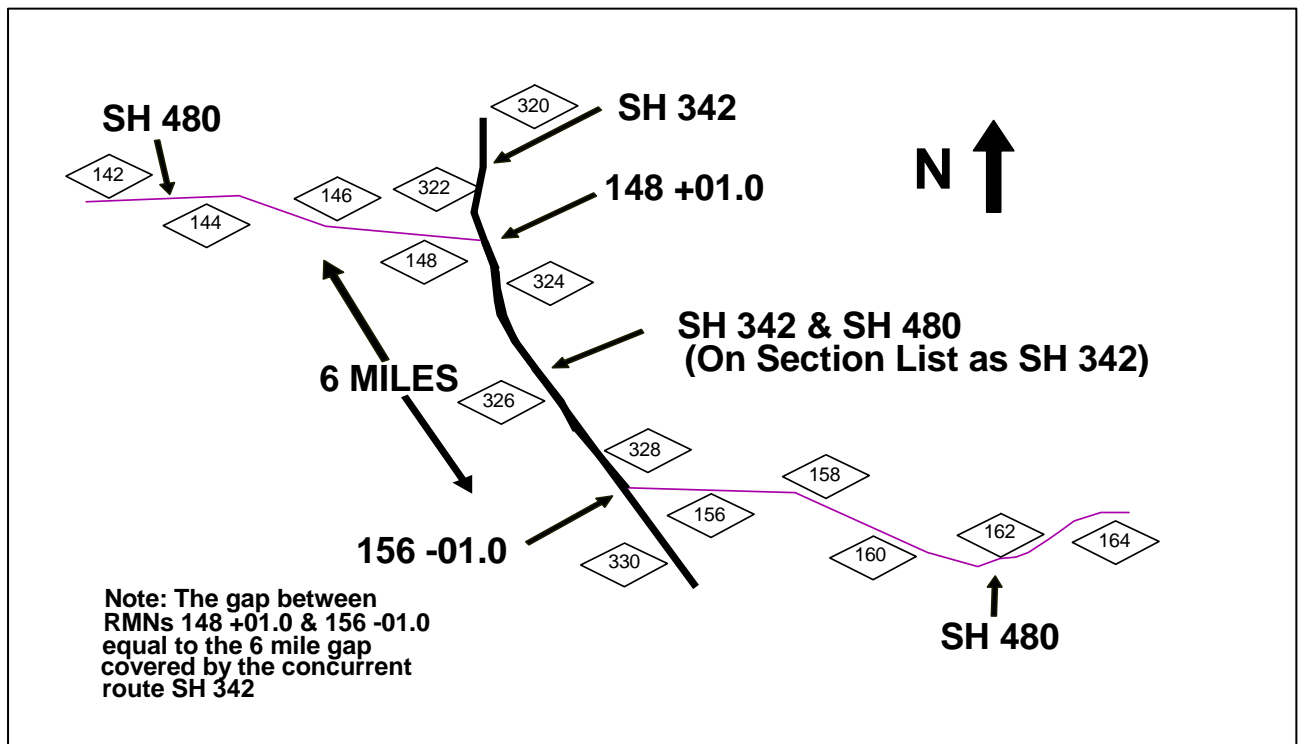 320
SH 342
SH 480
142
146
322
148 +01.0
N
144
148
324
SH 342 & SH 480
(On Section List as SH 342)
6 MILES
326
328
158
156
162
164
156 -01.0
330
160
SH 480
Note: The gap between
RMNs 148 +01.0 & 156 -01.0
equal to the 6 mile gap
covered by the concurrent
route SH 342